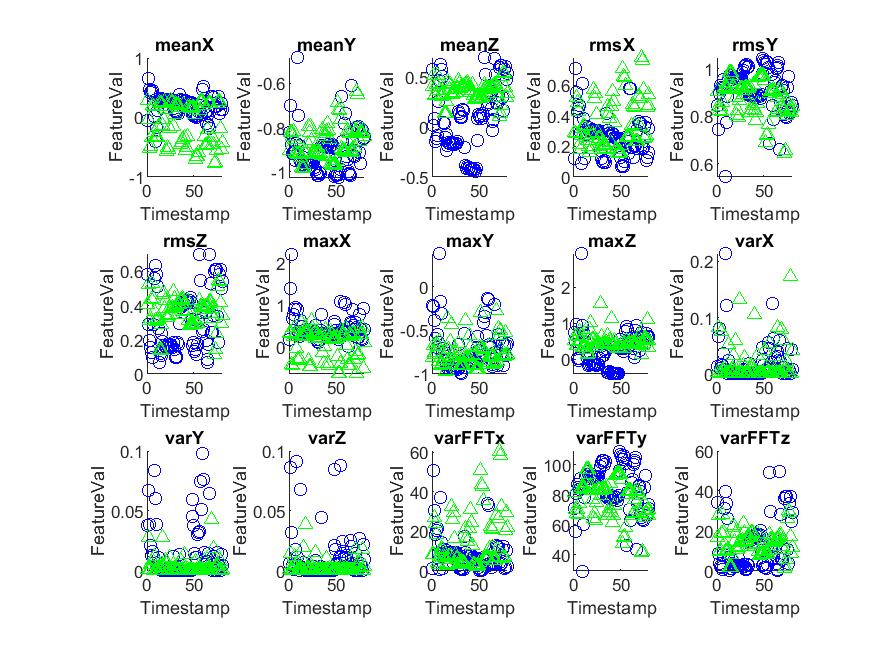 meanX meanY meanZ rmsX rmsY
1 0 -1 FeatureVal 0 50 Timestamp
-0.6 -0.8 -1 FeatureVal 0 50 Timestamp
0.5 0 -0.5 FeatureVal 0 50 Timestamp
0.6 0.4 0.2 0 FeatureVal 0 50 Timestamp
1 0.8 0.6 FeatureVal 0 50 Timestamp
rmsZ maxX maxY maxZ varX
0.6 0.4 0.2 0 FeatureVal 0 50 Timestamp
2 1 0 FeatureVal 0 50 Timestamp
0 -0.5 -1 FeatureVal 0 50 Timestamp
2 1 0 FeatureVal 0 50 Timestamp
0.2 0.1 0 FeatureVal 0 50 Timestamp
varY varZ varFFTx varFFTy varFFTz
0.1 0.05 0 FeatureVal 0 50 Timestamp
0.1 0.05 0 FeatureVal 0 50 Timestamp
60 40 20 0 FeatureVal 0 50 Timestamp
100 80 60 40 FeatureVal 0 50 Timestamp
60 40 20 0 FeatureVal 0 50 Timestamp